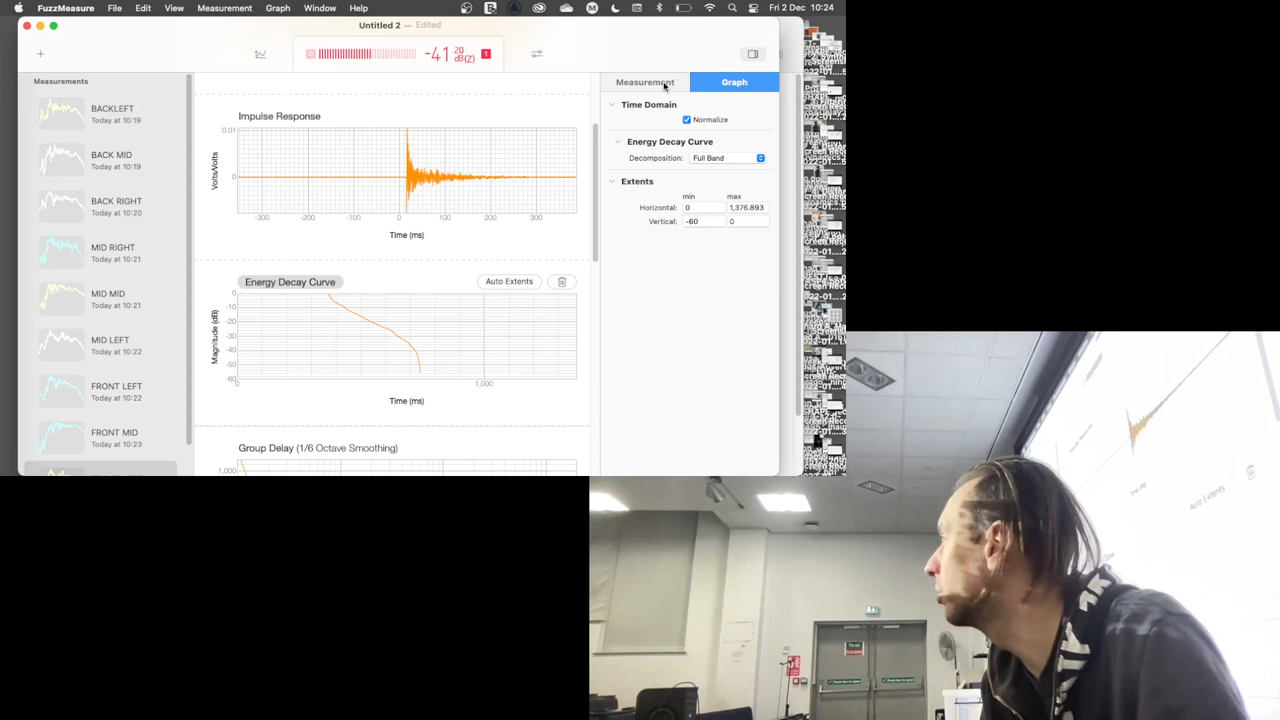 FuzzMeasure File Edit View Measurement Graph Window Help Fri 2 Dec 10:24
Untitled 2 — Edited
-41.20 dB(Z) 1
Measurements
BACKLEFT
Today at 10:19
BACK MID
Today at 10:19
BACK RIGHT
Today at 10:20
MID RIGHT
Today at 10:21
MID MID
Today at 10:21
MID LEFT
Today at 10:22
FRONT LEFT
Today at 10:22
FRONT MID
Today at 10:23
Impulse Response
0.01
0
Volts/Volts
-300 -200 -100 0 100 200 300
Time (ms)
Energy Decay Curve Auto Extents
0
-10
-20
-30
-40
-50
-60
Magnitude (dB)
0 1,000
Time (ms)
Group Delay (1/6 Octave Smoothing)
1,000
Measurement Graph
Time Domain
Normalize
Energy Decay Curve
Decomposition: Full Band
Extents
min max
Horizontal: 0 1,376.893
Vertical: -60 0
Auto Extents